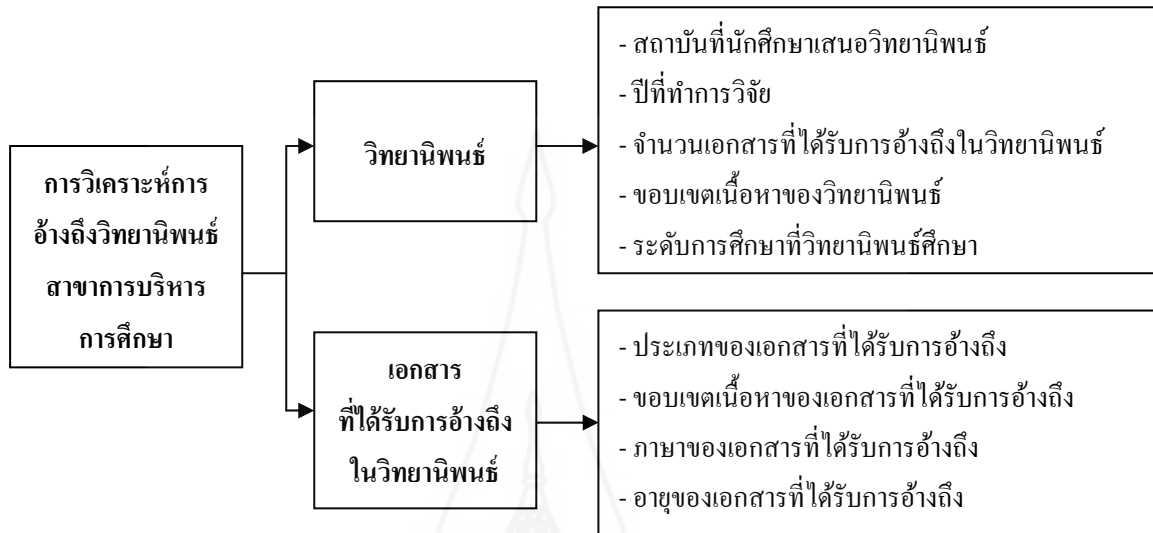 การวิเคราะห์การ
อ้างถึงวิทยานิพนธ์
สาขาการบริหาร
การศึกษา
วิทยานิพนธ์
- สถาบันที่นักศึกษาเสนอวิทยานิพนธ์
- ปีที่ทำการวิจัย
- จำนวนเอกสารที่ได้รับการอ้างถึงในวิทยานิพนธ์
- ขอบเขตเนื้อหาของวิทยานิพนธ์
- ระดับการศึกษาที่วิทยานิพนธ์ศึกษา
เอกสาร
ที่ได้รับการอ้างถึง
ในวิทยานิพนธ์
- ประเภทของเอกสารที่ได้รับการอ้างถึง
- ขอบเขตเนื้อหาของเอกสารที่ได้รับการอ้างถึง
- ภาษาของเอกสารที่ได้รับการอ้างถึง
- อายุของเอกสารที่ได้รับการอ้างถึง